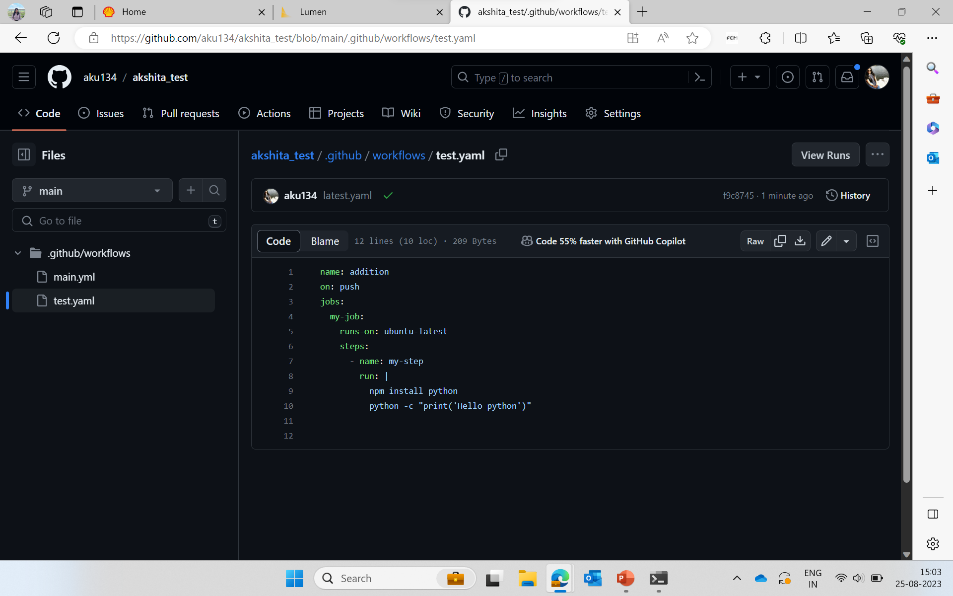 Home
Lumen
akshita_test/.github/workflows/te
https://github.com/aku134/akshita_test/blob/main/.github/workflows/test.yaml
aku134 / akshita_test
Type / to search
Code
Issues
Pull requests
Actions
Projects
Wiki
Security
Insights
Settings
Files
akshita_test / .github / workflows / test.yaml
View Runs
main
Go to file
t
.github/workflows
main.yml
test.yaml
aku134 latest.yaml
f9c8745 · 1 minute ago
History
Code
Blame
12 lines (10 loc) · 209 Bytes
Code 55% faster with GitHub Copilot
Raw
1 name: addition
2 on: push
3 jobs:
4 my-job:
5 runs-on: ubuntu-latest
6 steps:
7 - name: my-step
8 run: |
9 npm install python
10 python -c "print('Hello python')"
11
12
Search
ENG
IN
15:03
25-08-2023